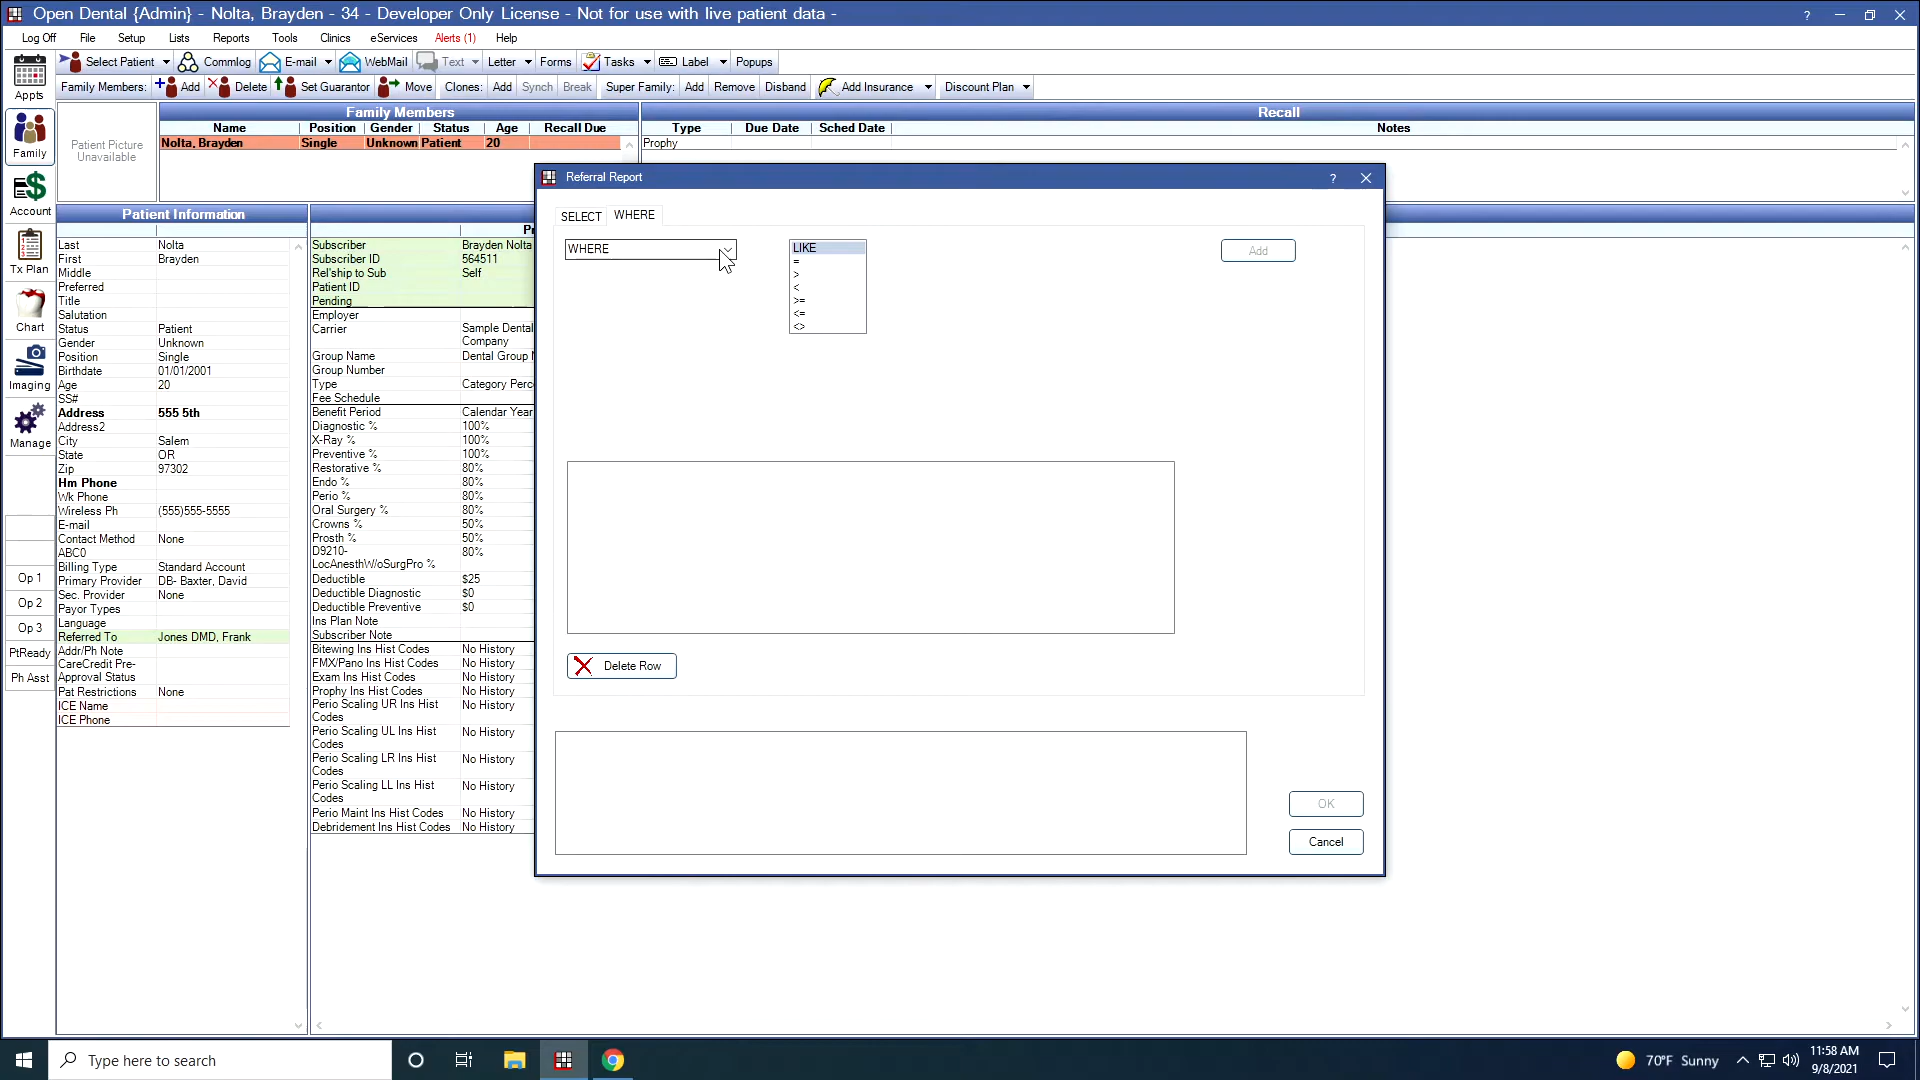 Open Dental {Admin} - Nolta, Brayden - 34 - Developer Only License - Not for use with live patient data -
Log Off File Setup Lists Reports Tools Clinics eServices Alerts (1) Help
Select Patient Commlog E-mail WebMail Text Letter Forms Tasks Label Popups
Family Members: Add Delete Set Guarantor Move Clones: Add Synch Break Super Family: Add Remove Disband Add Insurance Discount Plan
Appts
Family
Account
Tx Plan
Chart
Imaging
Manage
Op 1
Op 2
Op 3
PtReady
Ph Asst
Patient Picture
Unavailable
Family Members
Name Position Gender Status Age Recall Due
Nolta, Brayden Single Unknown Patient 20
Recall
Type Due Date Sched Date Notes
Prophy
Patient Information
Last Nolta
First Brayden
Middle
Preferred
Title
Salutation
Status Patient
Gender Unknown
Position Single
Birthdate 01/01/2001
Age 20
SS#
Address 555 5th
Address2
City Salem
State OR
Zip 97302
Hm Phone
Wk Phone
Wireless Ph (555)555-5555
E-mail
Contact Method None
ABC0
Billing Type Standard Account
Primary Provider DB- Baxter, David
Sec. Provider None
Payor Types
Language
Referred To Jones DMD, Frank
Addr/Ph Note
CareCredit Pre-
Approval Status
Pat Restrictions None
ICE Name
ICE Phone
Pr
Subscriber Brayden Nolta
Subscriber ID 564511
Rel'ship to Sub Self
Patient ID
Pending
Employer
Carrier Sample Dental
Company
Group Name Dental Group
Group Number
Type Category Perce
Fee Schedule
Benefit Period Calendar Year
Diagnostic % 100%
X-Ray % 100%
Preventive % 100%
Restorative % 80%
Endo % 80%
Perio % 80%
Oral Surgery % 80%
Crowns % 50%
Prosth % 50%
D9210- 80%
LocAnesthW/oSurgPro %
Deductible $25
Deductible Diagnostic $0
Deductible Preventive $0
Ins Plan Note
Subscriber Note
Bitewing Ins Hist Codes No History
FMX/Pano Ins Hist Codes No History
Exam Ins Hist Codes No History
Prophy Ins Hist Codes No History
Perio Scaling UR Ins Hist No History
Codes
Perio Scaling UL Ins Hist No History
Codes
Perio Scaling LR Ins Hist No History
Codes
Perio Scaling LL Ins Hist No History
Codes
Perio Maint Ins Hist Codes No History
Debridement Ins Hist Codes No History
Referral Report
SELECT WHERE
WHERE
LIKE
=
>
<
>=
<=
<>
Add
Delete Row
OK
Cancel
Type here to search
70°F Sunny
11:58 AM
9/8/2021